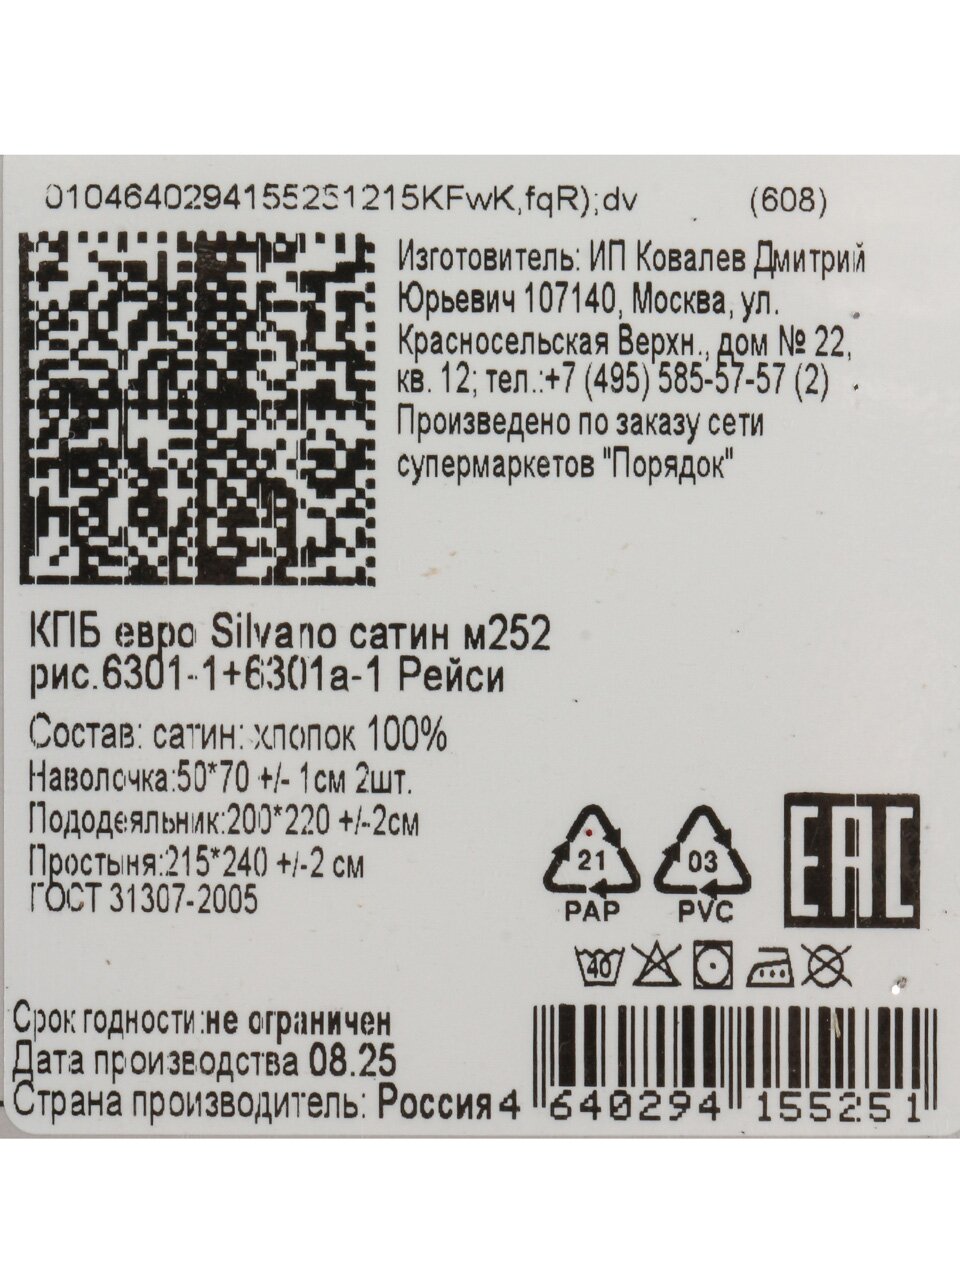 0104640294155251215KFwK,fqR);dv (608)
Изготовитель: ИП Ковалев Дмитрий
Юрьевич 107140, Москва, ул.
Красносельская Верхн., дом № 22,
кв. 12; тел.:+7 (495) 585-57-57 (2)
Произведено по заказу сети
супермаркетов "Порядок"
КПБ евро Silvano сатин м252
рис.6301-1+6301а-1 Рейси
Состав: сатин: хлопок 100%
Наволочка:50*70 +/- 1см 2шт.
Пододеяльник:200*220 +/-2см
Простыня:215*240 +/-2 см
ГОСТ 31307-2005
21 03
PAP PVC
EAC
40
Срок годности:не ограничен
Дата производства 08.25
Страна производитель: Россия
4 640294 155251